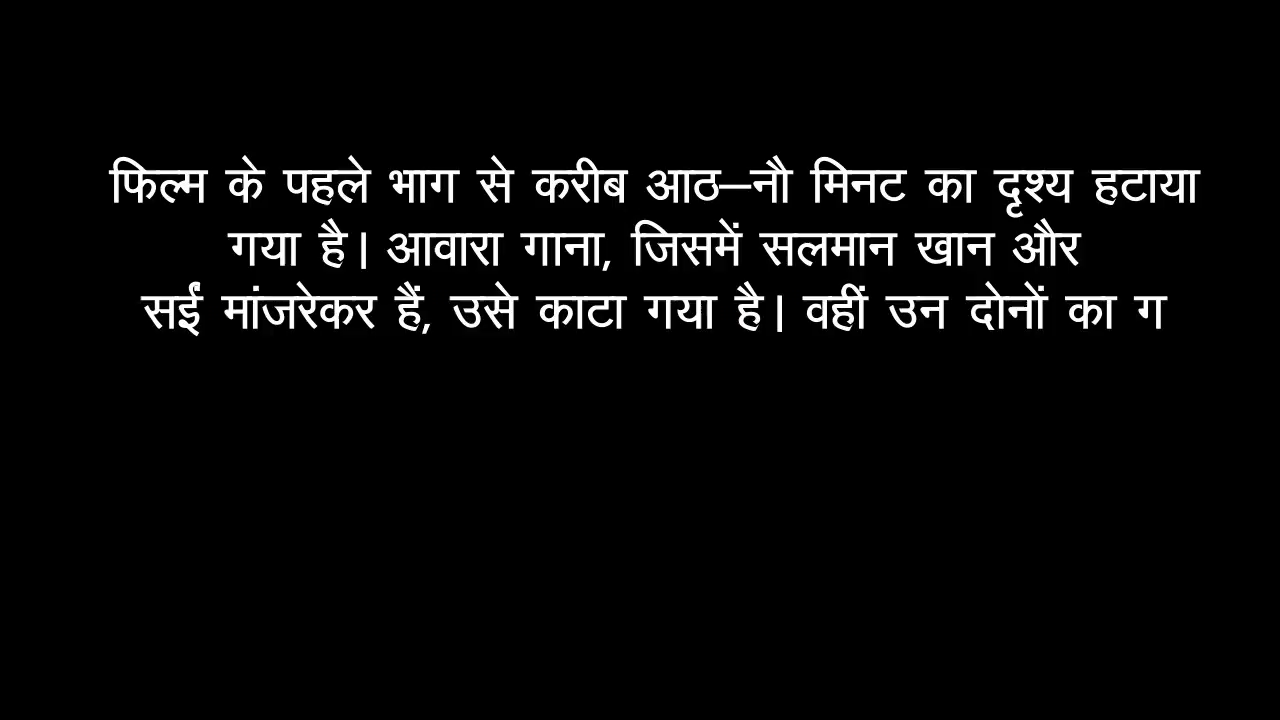 फिल्म के पहले भाग से करीब आठ–नौ मिनट का दृश्य हटाया
गया है। आवारा गाना, जिसमें सलमान खान और
सईं मांजरेकर हैं, उसे काटा गया है। वहीं उन दोनों का ग